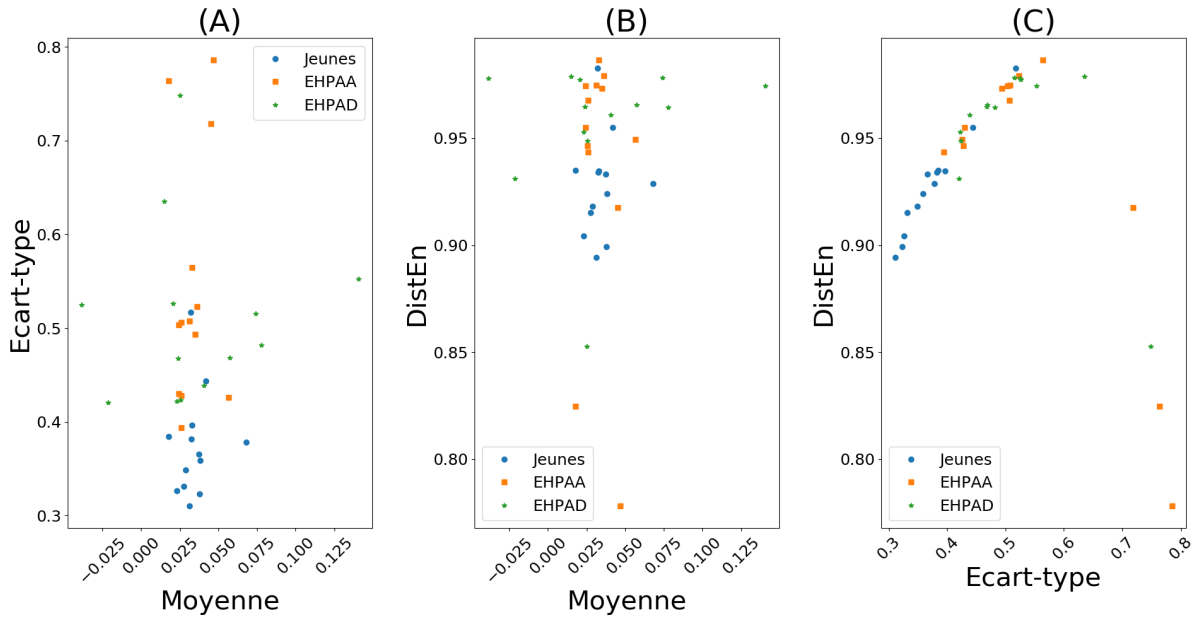 (A)
0.8
0.7
0.6
0.5
0.4
0.3
Ecart-type
−0.025
0.000
0.025
0.050
0.075
0.100
0.125
Moyenne
Jeunes
EHPAA
EHPAD
(B)
0.95
0.90
0.85
0.80
DistEn
−0.025
0.000
0.025
0.050
0.075
0.100
0.125
Moyenne
Jeunes
EHPAA
EHPAD
(C)
0.95
0.90
0.85
0.80
DistEn
0.3
0.4
0.5
0.6
0.7
0.8
Ecart-type
Jeunes
EHPAA
EHPAD